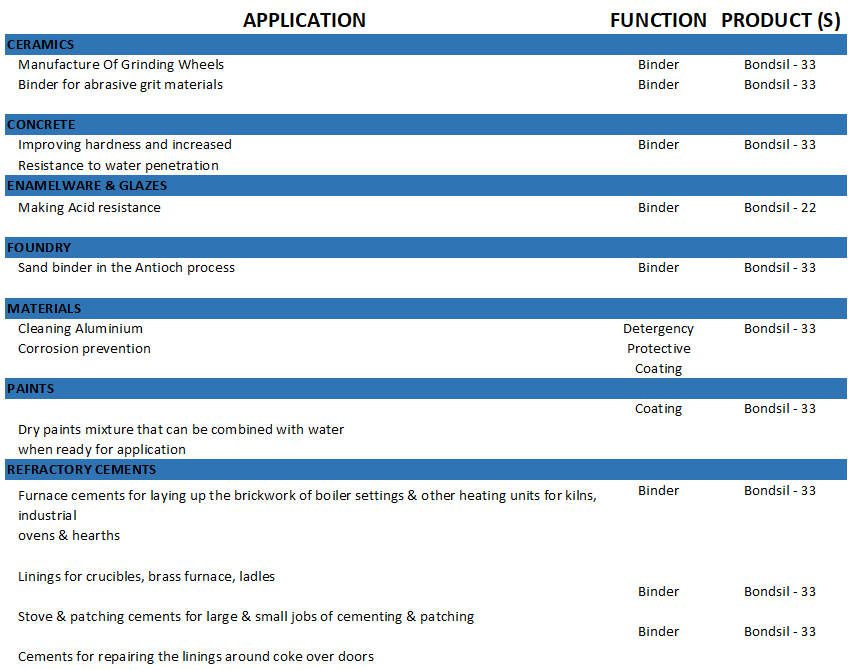 APPLICATION FUNCTION PRODUCT (S)
CERAMICS
Manufacture Of Grinding Wheels Binder Bondsil - 33
Binder for abrasive grit materials Binder Bondsil - 33
CONCRETE
Improving hardness and increased Binder Bondsil - 33
Resistance to water penetration
ENAMELWARE & GLAZES
Making Acid resistance Binder Bondsil - 22
FOUNDRY
Sand binder in the Antioch process Binder Bondsil - 33
MATERIALS
Cleaning Aluminium Detergency Bondsil - 33
Corrosion prevention Protective
Coating
PAINTS
Coating Bondsil - 33
Dry paints mixture that can be combined with water
when ready for application
REFRACTORY CEMENTS
Furnace cements for laying up the brickwork of boiler settings & other heating units for kilns, Binder Bondsil - 33
industrial
ovens & hearths
Linings for crucibles, brass furnace, ladles
Binder Bondsil - 33
Stove & patching cements for large & small jobs of cementing & patching
Binder Bondsil - 33
Cements for repairing the linings around coke over doors